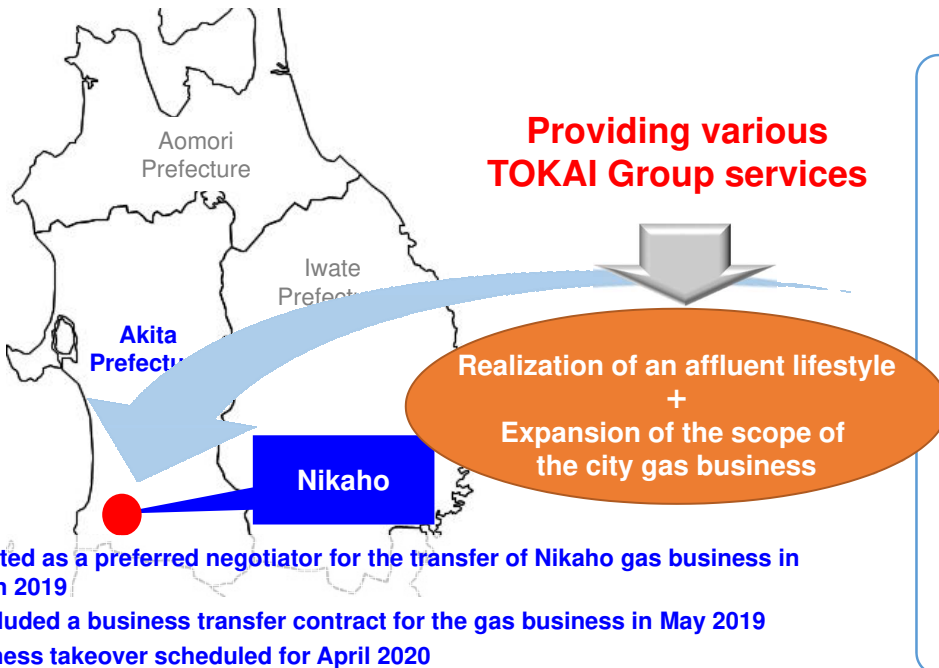 Aomori
Prefecture
Providing various
TOKAI Group services
Iwate
Akita
Realization of an affluent lifestyle
+
Expansion of the scope of
the city gas business
Nikaho
as a preferred negotiator for the transfer of Nikaho gas business in
2019
a business transfer contract for the gas business in May 2019
takeover scheduled for April 2020